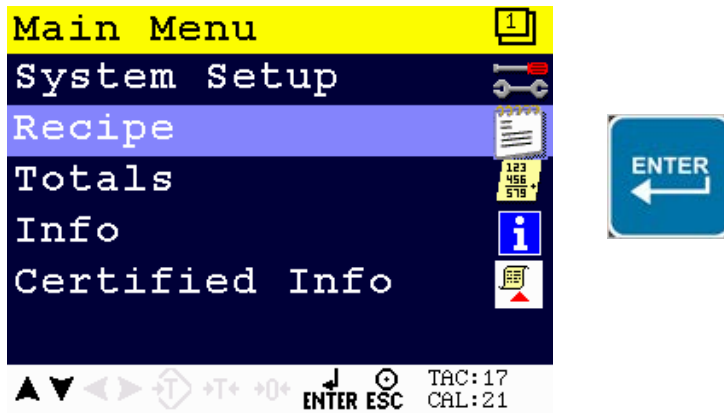 Main Menu 1
System Setup
Recipe
Totals 123 456 579
Info i
Certified Info
ENTER
→T← →0← ENTER ESC TAC:17
CAL:21